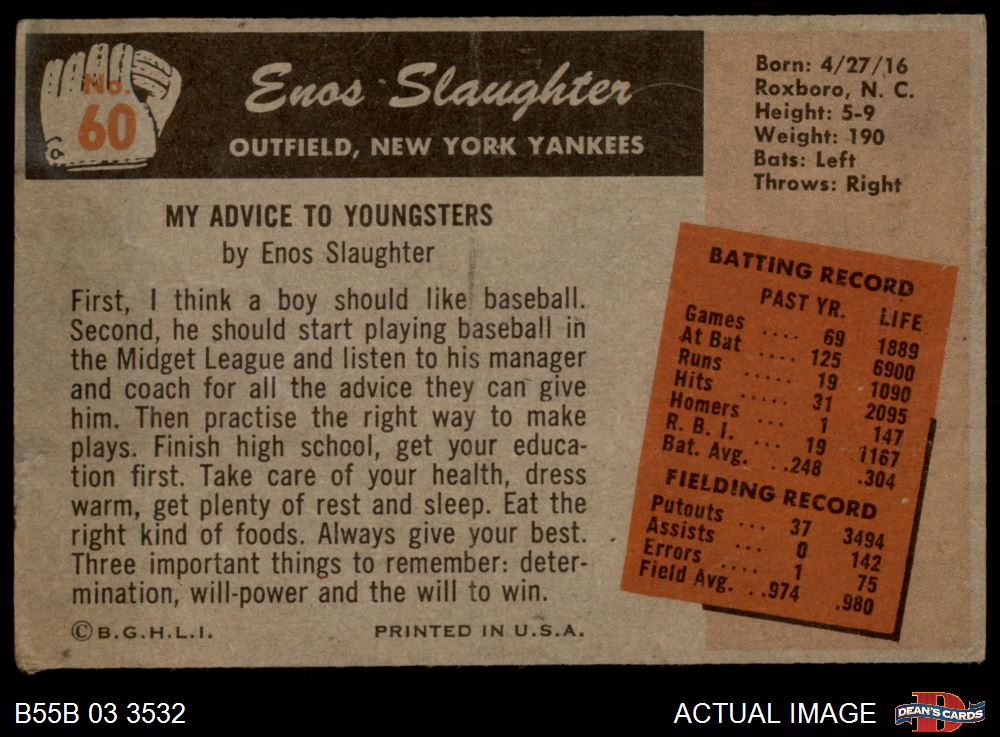 No.
60
Enos Slaughter
OUTFIELD, NEW YORK YANKEES
Born: 4/27/16
Roxboro, N. C.
Height: 5-9
Weight: 190
Bats: Left
Throws: Right
MY ADVICE TO YOUNGSTERS
by Enos Slaughter
First, I think a boy should like baseball.
Second, he should start playing baseball in
the Midget League and listen to his manager
and coach for all the advice they can give
him. Then practise the right way to make
plays. Finish high school, get your educa-
tion first. Take care of your health, dress
warm, get plenty of rest and sleep. Eat the
right kind of foods. Always give your best.
Three important things to remember: deter-
mination, will-power and the will to win.
© B.G.H.L.I. PRINTED IN U.S.A.
BATTING RECORD
PAST YR. LIFE
Games .... 69 1889
At Bat .... 125 6900
Runs ..... 19 1090
Hits ..... 31 2095
Homers .... 1 147
R. B. I. ... 19 1167
Bat. Avg. ..248 .304
FIELDING RECORD
Putouts ... 37 3494
Assists ... 0 142
Errors .... 1 75
Field Avg. ..974 .980
B55B 03 3532
ACTUAL IMAGE
DEAN'S CARDS